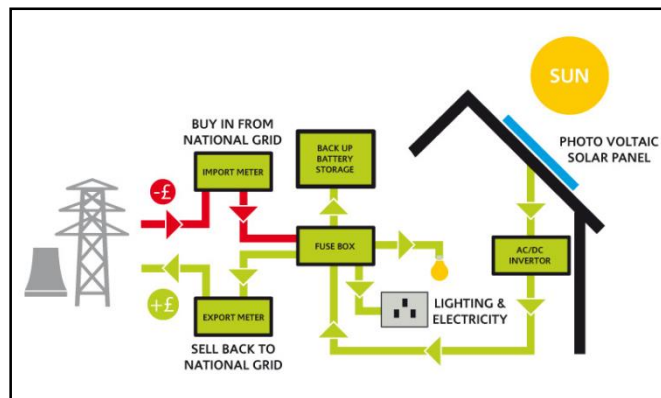 SUN
BUY IN FROM
NATIONAL GRID
PHOTO VOLTAIC
SOLAR PANEL
BACK UP
BATTERY
STORAGE
IMPORT METER
-£
FUSE BOX
AC/DC
INVERTOR
+£
EXPORT METER
LIGHTING &
ELECTRICITY
SELL BACK TO
NATIONAL GRID